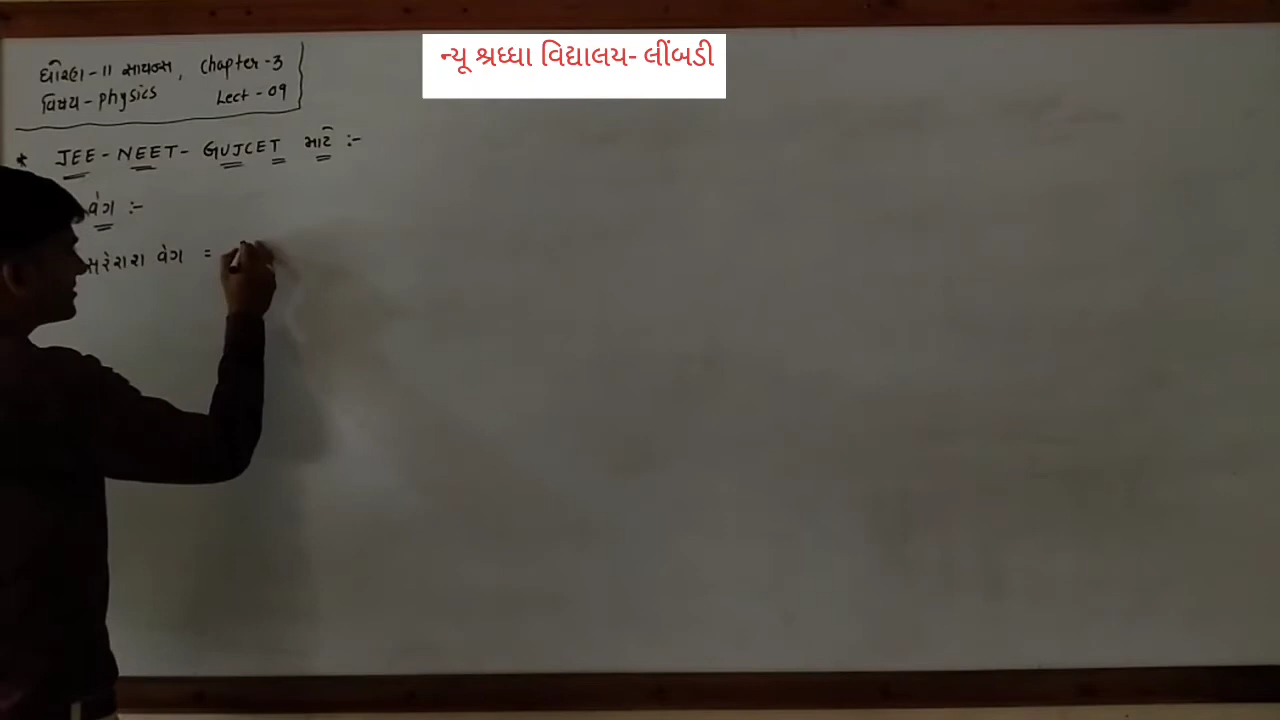 ન્યૂ શ્રધ્ધા વિદ્યાલય- લીંબડી
ધોરણ - 11 સાયન્સ, Chapter - 3
વિષય - physics Lect - 09
* JEE - NEET - GUJCET માટે :-
વેગ :-
સરેરાશ વેગ =